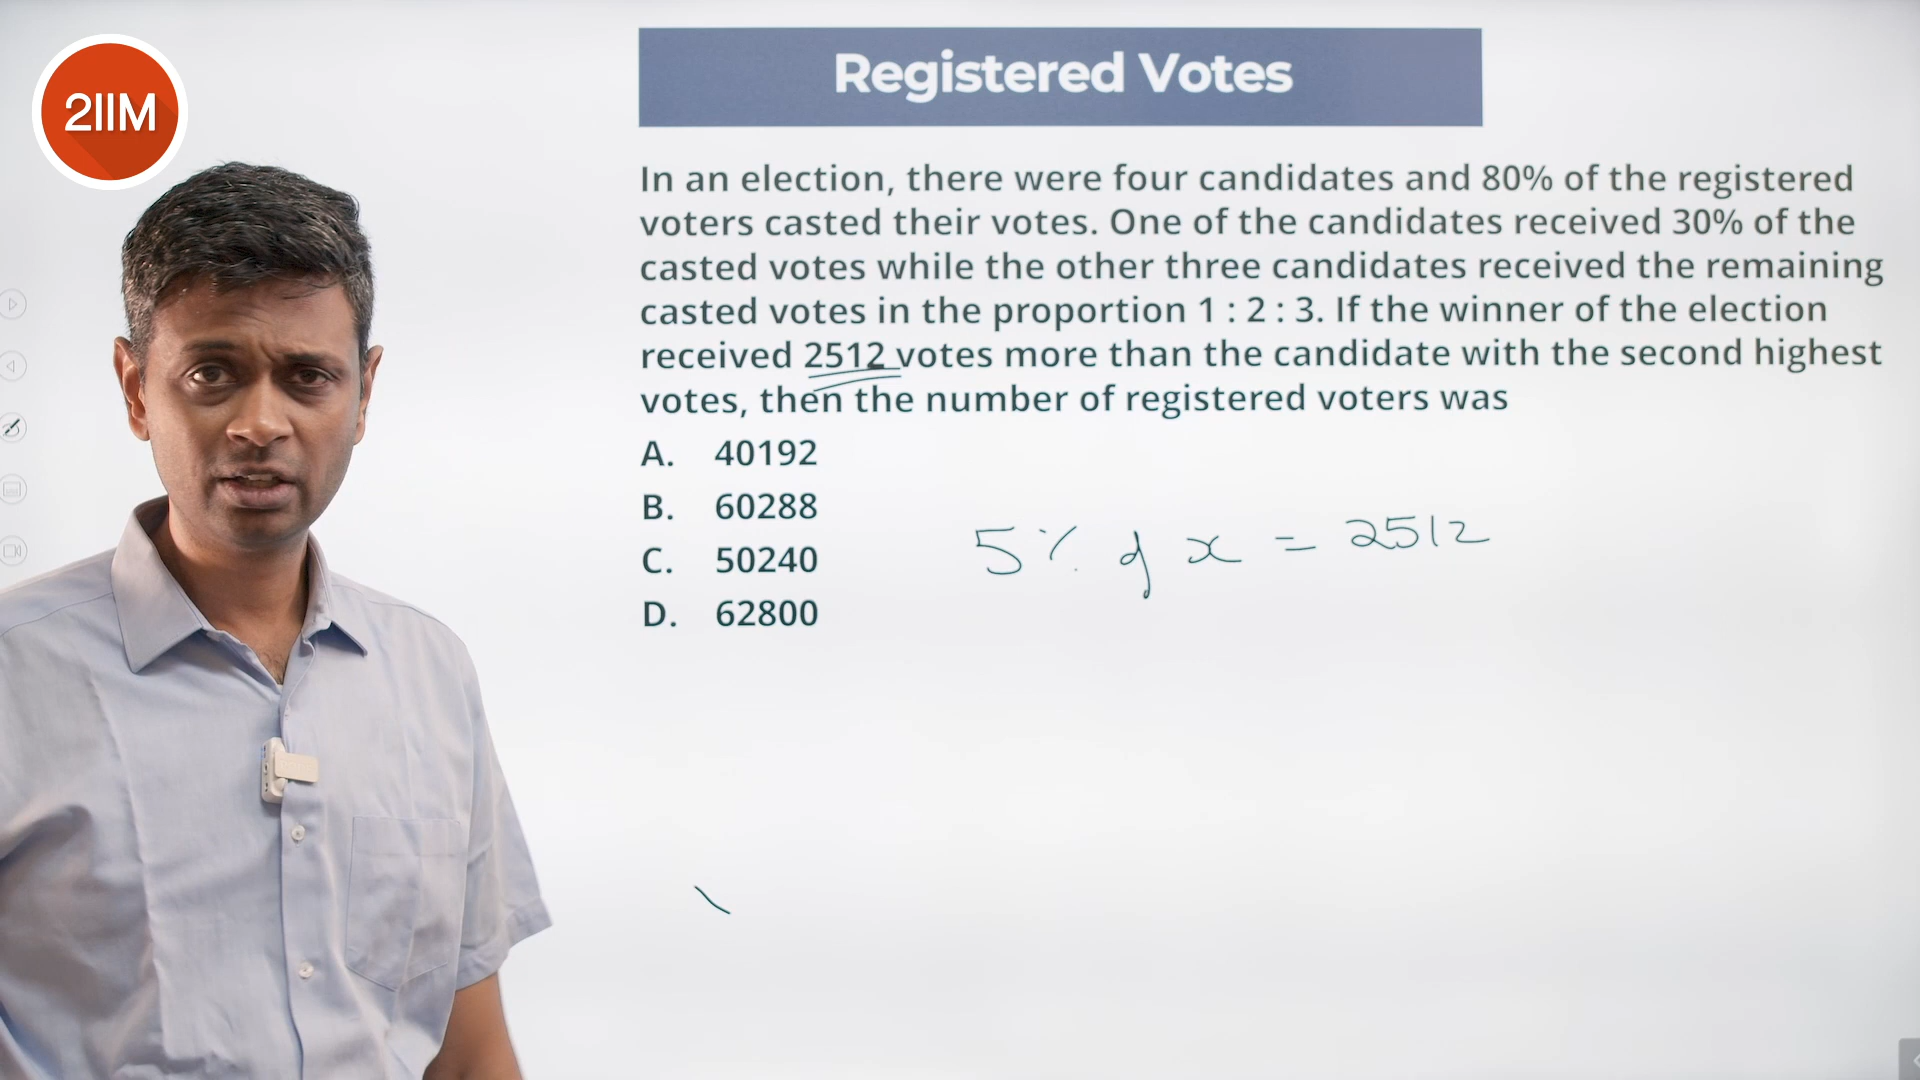 2IIM
Registered Votes
In an election, there were four candidates and 80% of the registered
voters casted their votes. One of the candidates received 30% of the
casted votes while the other three candidates received the remaining
casted votes in the proportion 1 : 2 : 3. If the winner of the election
received 2512 votes more than the candidate with the second highest
votes, then the number of registered voters was
A. 40192
B. 60288
C. 50240
D. 62800
5% of x = 2512